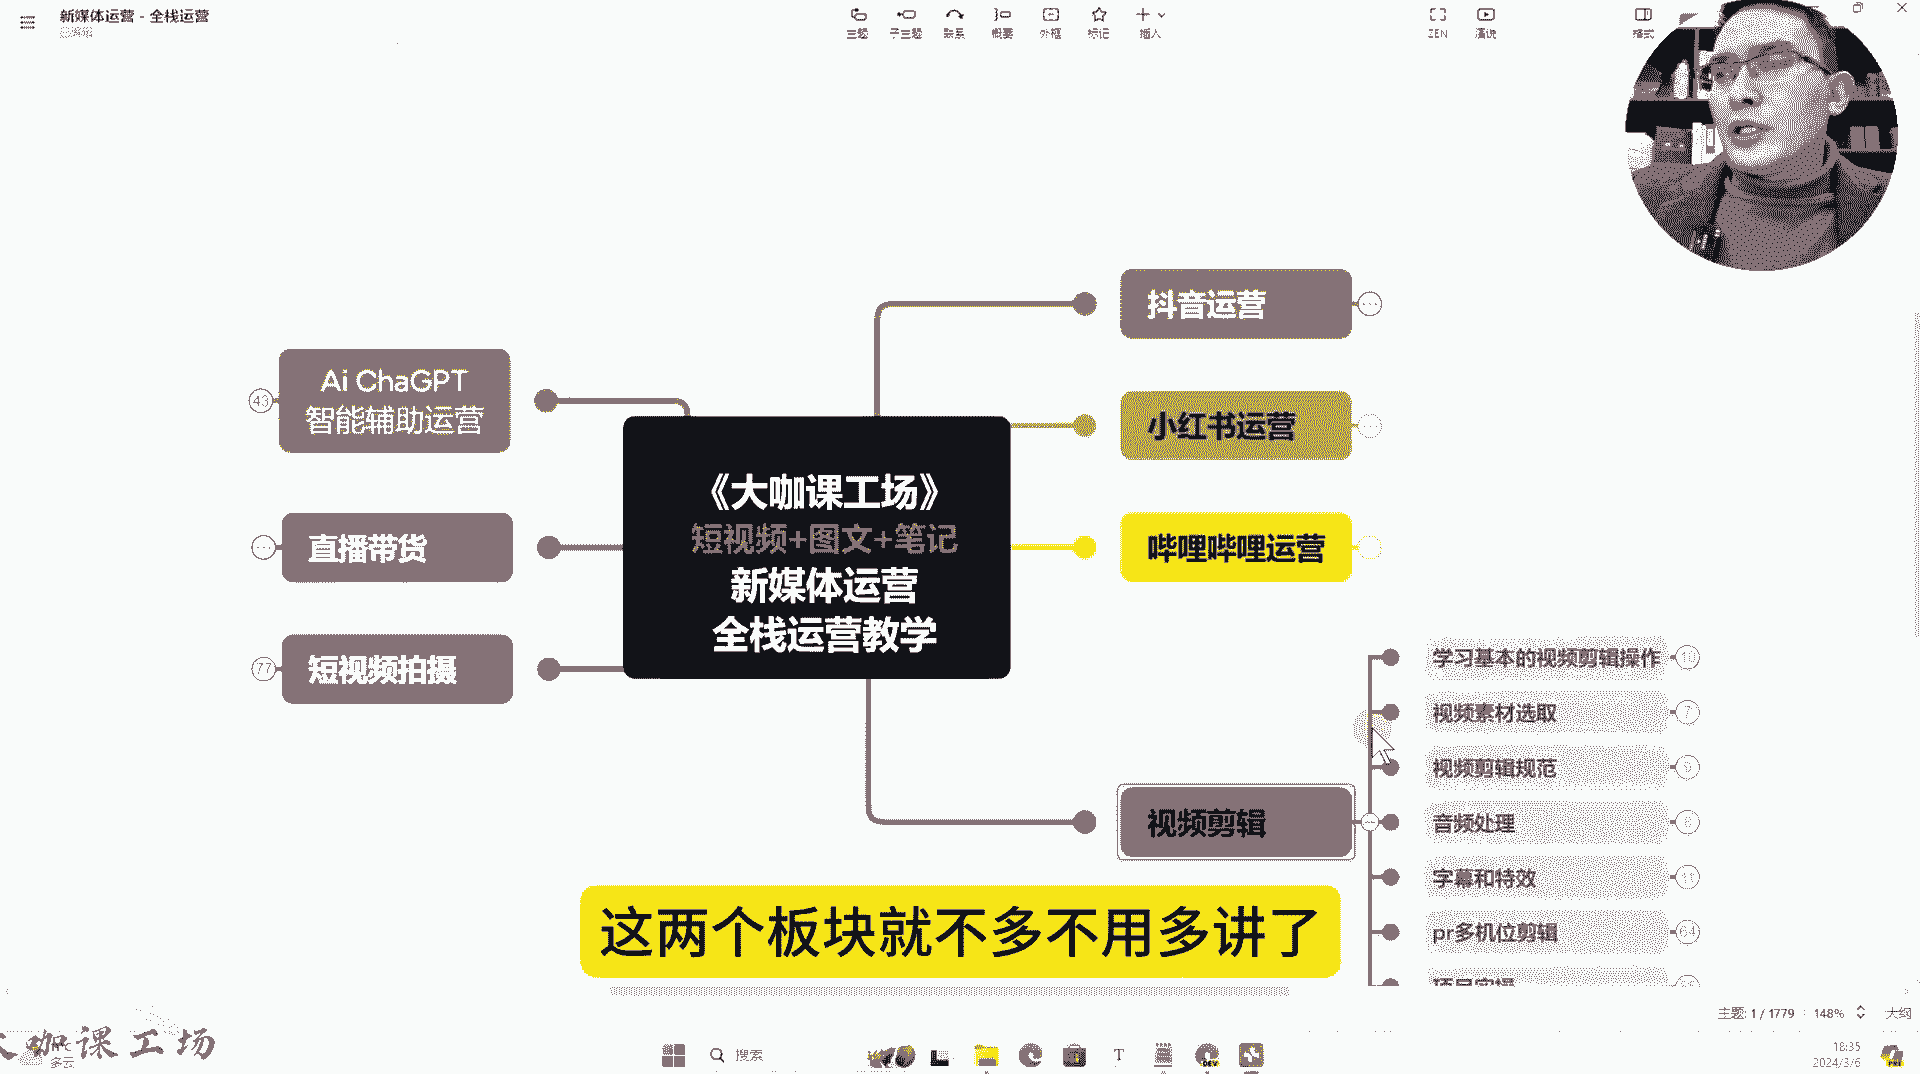 新媒体运营 - 全栈运营
主题
子主题
联系
概要
外框
标记
插入
ZEN
演说
格式
抖音运营
Ai ChaGPT
智能辅助运营
43
小红书运营
《大咖课工场》
短视频+图文+笔记
新媒体运营
全栈运营教学
直播带货
哔哩哔哩运营
短视频拍摄
77
学习基本的视频剪辑操作
10
视频素材选取
7
视频剪辑规范
视频剪辑
音频处理
字幕和特效
11
pr多机位剪辑
64
项目实操
这两个板块就不多不用多讲了
主题: 1 / 1779
148%
大纲
大咖课工场
多云
搜索
18:35
2024/3/6